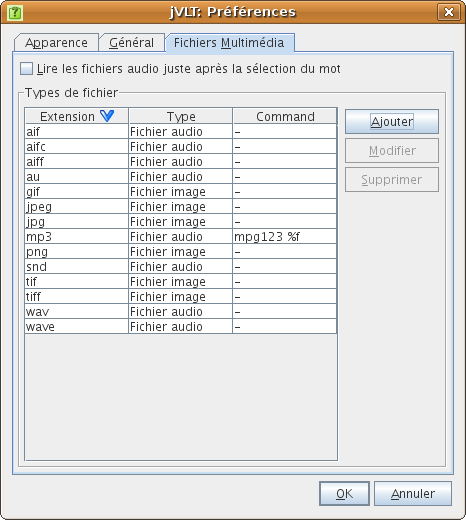 jVLT: Préférences
Apparence Général Fichiers Multimédia
Lire les fichiers audio juste après la sélection du mot
Types de fichier
Extension Type Command
aif Fichier audio –
aifc Fichier audio –
aiff Fichier audio –
au Fichier audio –
gif Fichier image –
jpeg Fichier image –
jpg Fichier image –
mp3 Fichier audio mpg123 %f
png Fichier image –
snd Fichier audio –
tif Fichier image –
tiff Fichier image –
wav Fichier audio –
wave Fichier audio –
Ajouter
Modifier
Supprimer
OK Annuler